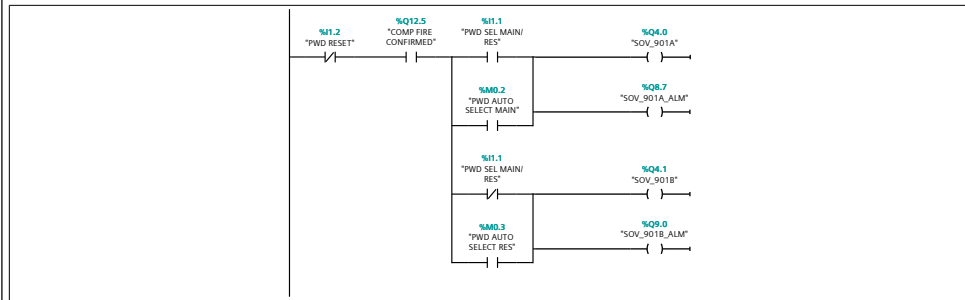 %I1.2
"PWD RESET"
%Q12.5
"COMP FIRE
CONFIRMED"
%I1.1
"PWD SEL MAIN/
RES"
%Q4.0
"SOV_901A"
%M0.2
"PWD AUTO
SELECT MAIN"
%Q8.7
"SOV_901A_ALM"
%I1.1
"PWD SEL MAIN/
RES"
%Q4.1
"SOV_901B"
%M0.3
"PWD AUTO
SELECT RES"
%Q9.0
"SOV_901B_ALM"